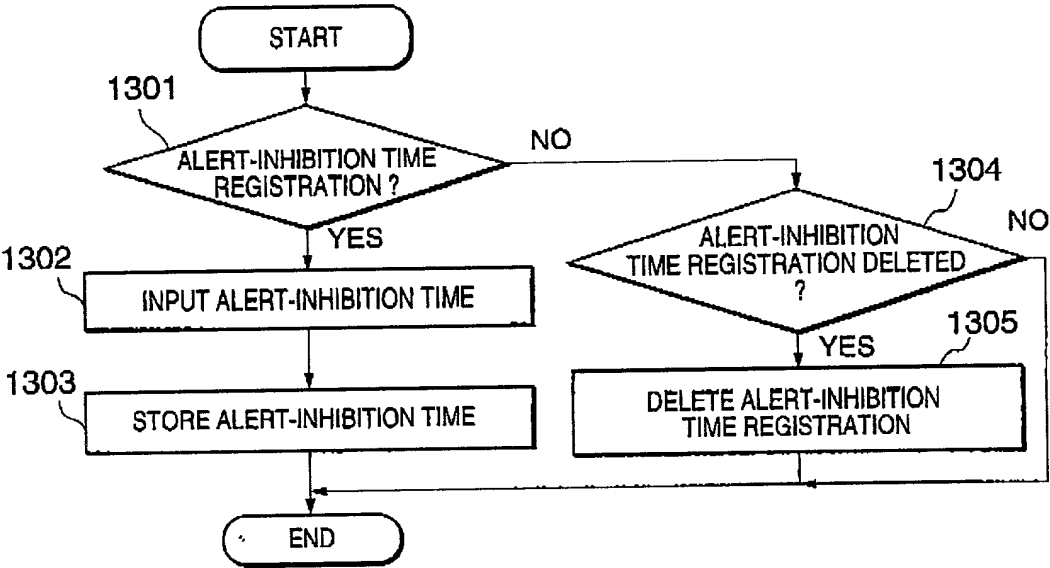 START
1301
ALERT-INHIBITION TIME
REGISTRATION ?
NO
YES
1304
ALERT-INHIBITION
TIME REGISTRATION DELETED
?
NO
YES
1302
INPUT ALERT-INHIBITION TIME
1305
DELETE ALERT-INHIBITION
TIME REGISTRATION
1303
STORE ALERT-INHIBITION TIME
END